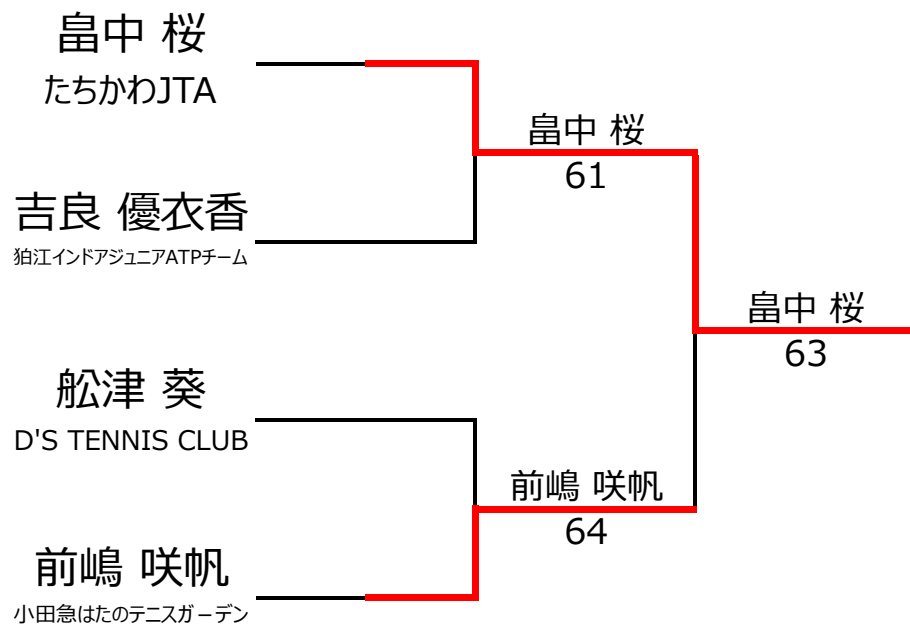 畠中 桜
たちかわJTA
畠中 桜
61
吉良 優衣香
狛江インドアジュニアATPチーム
畠中 桜
63
舩津 葵
D'S TENNIS CLUB
前嶋 咲帆
64
前嶋 咲帆
小田急はたのテニスガーデン